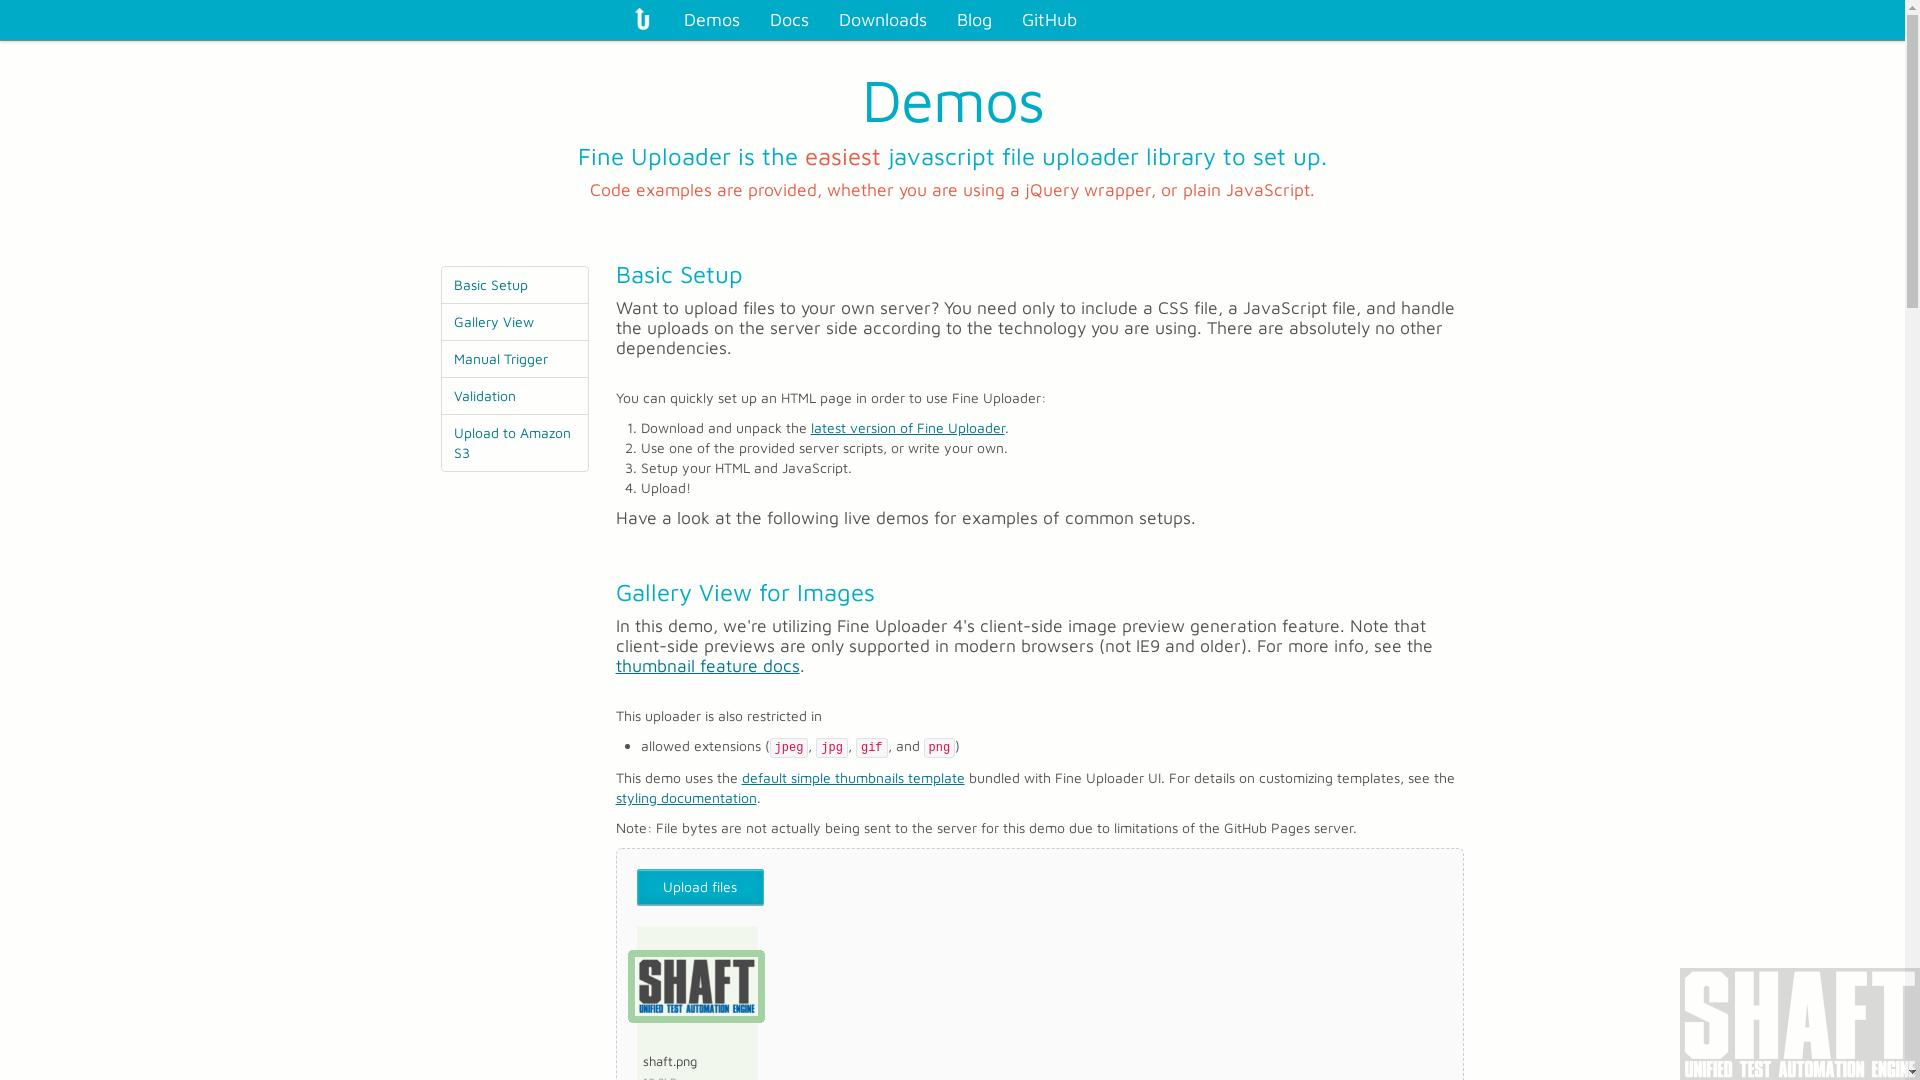 Demos Docs Downloads Blog GitHub
Demos
Fine Uploader is the easiest javascript file uploader library to set up.
Code examples are provided, whether you are using a jQuery wrapper, or plain JavaScript.
Basic Setup
Gallery View
Manual Trigger
Validation
Upload to Amazon
S3
Basic Setup
Want to upload files to your own server? You need only to include a CSS file, a JavaScript file, and handle
the uploads on the server side according to the technology you are using. There are absolutely no other
dependencies.
You can quickly set up an HTML page in order to use Fine Uploader:
1. Download and unpack the latest version of Fine Uploader.
2. Use one of the provided server scripts, or write your own.
3. Setup your HTML and JavaScript.
4. Upload!
Have a look at the following live demos for examples of common setups.
Gallery View for Images
In this demo, we're utilizing Fine Uploader 4's client-side image preview generation feature. Note that
client-side previews are only supported in modern browsers (not IE9 and older). For more info, see the
thumbnail feature docs.
This uploader is also restricted in
• allowed extensions (jpeg, jpg, gif, and png)
This demo uses the default simple thumbnails template bundled with Fine Uploader UI. For details on customizing templates, see the
styling documentation.
Note: File bytes are not actually being sent to the server for this demo due to limitations of the GitHub Pages server.
Upload files
SHAFT
UNIFIED TEST AUTOMATION ENGINE
shaft.png
SHAFT
UNIFIED TEST AUTOMATION ENGINE